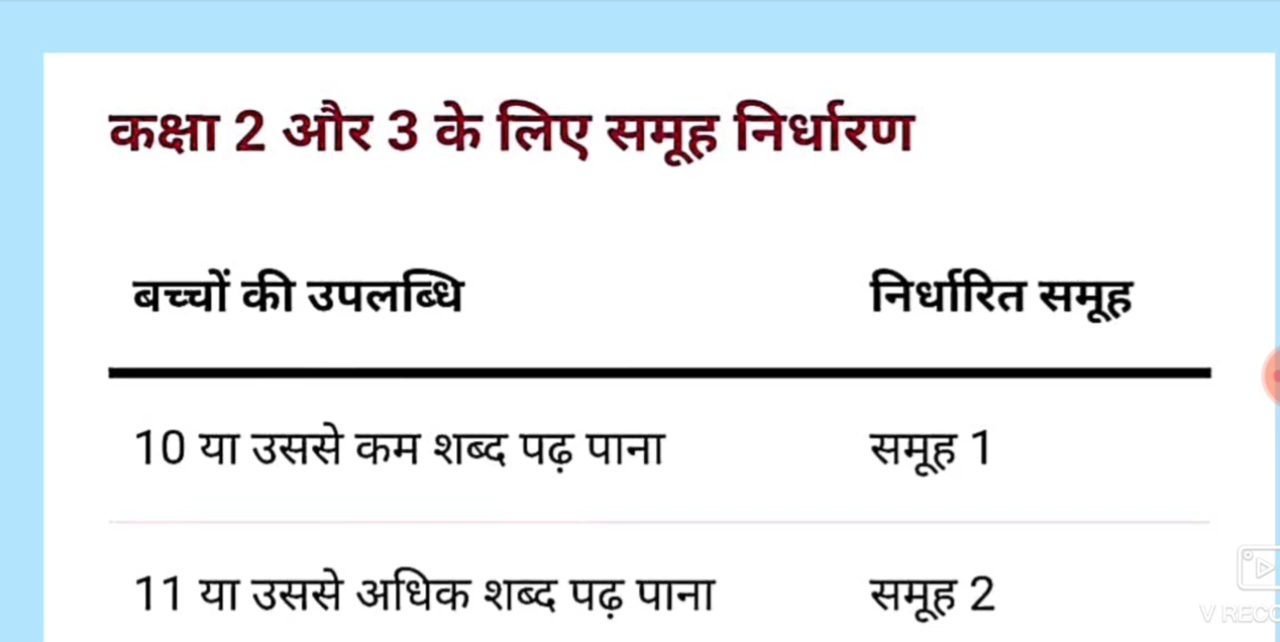 कक्षा 2 और 3 के लिए समूह निर्धारण
बच्चों की उपलब्धि निर्धारित समूह
10 या उससे कम शब्द पढ़ पाना समूह 1
11 या उससे अधिक शब्द पढ़ पाना समूह 2
V RECO